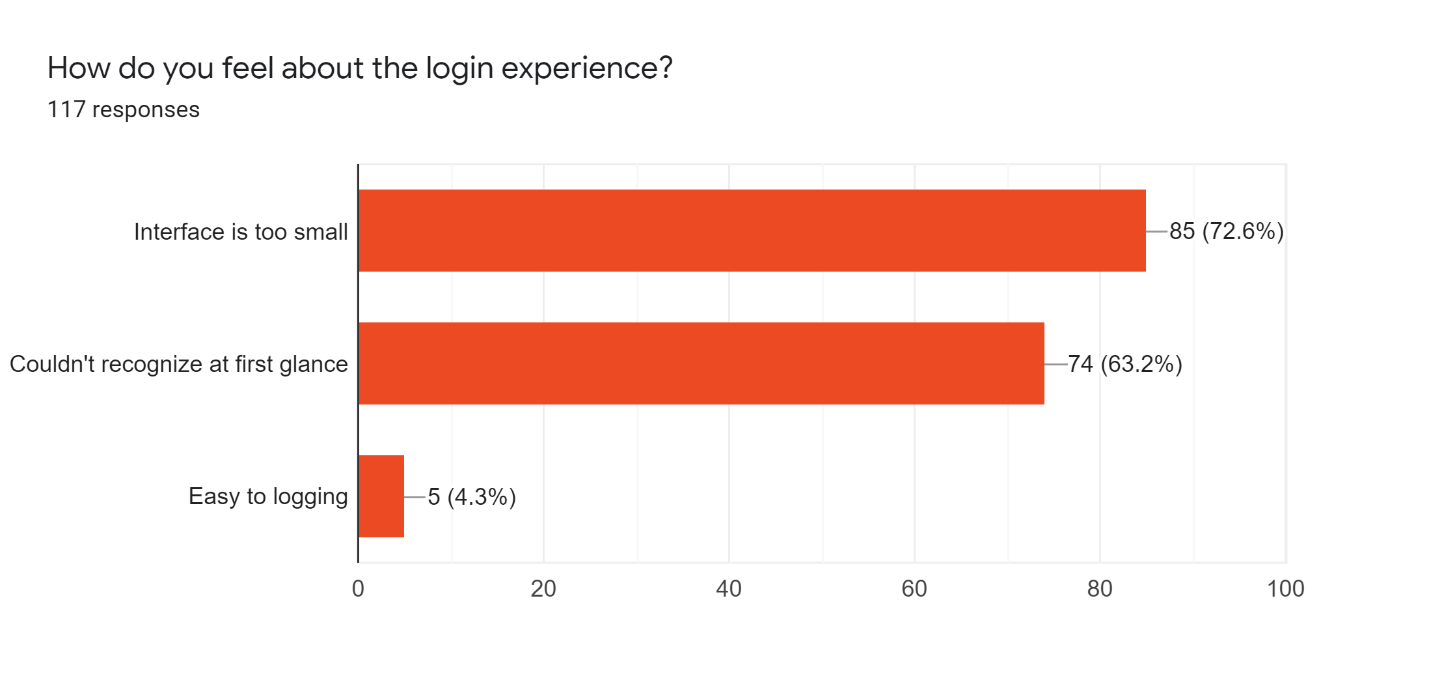 How do you feel about the login experience?
117 responses
Interface is too small
85 (72.6%)
Couldn't recognize at first glance
74 (63.2%)
Easy to logging
5 (4.3%)
0 20 40 60 80 100